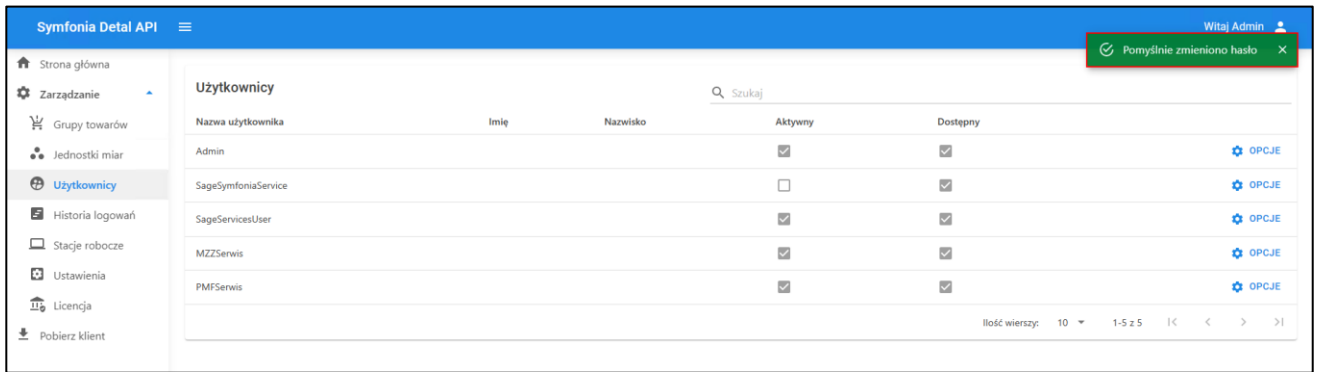 Symfonia Detal API
Witaj Admin
Pomyślnie zmieniono hasło
Strona główna
Zarządzanie
Grupy towarów
Jednostki miar
Użytkownicy
Historia logowań
Stacje robocze
Ustawienia
Licencja
Pobierz klient
Użytkownicy
Szukaj
Nazwa użytkownika Imię Nazwisko Aktywny Dostępny
Admin OPCJE
SageSymfoniaService OPCJE
SageServicesUser OPCJE
MZZSerwis OPCJE
PMFSerwis OPCJE
Ilość wierszy: 10 1-5 z 5